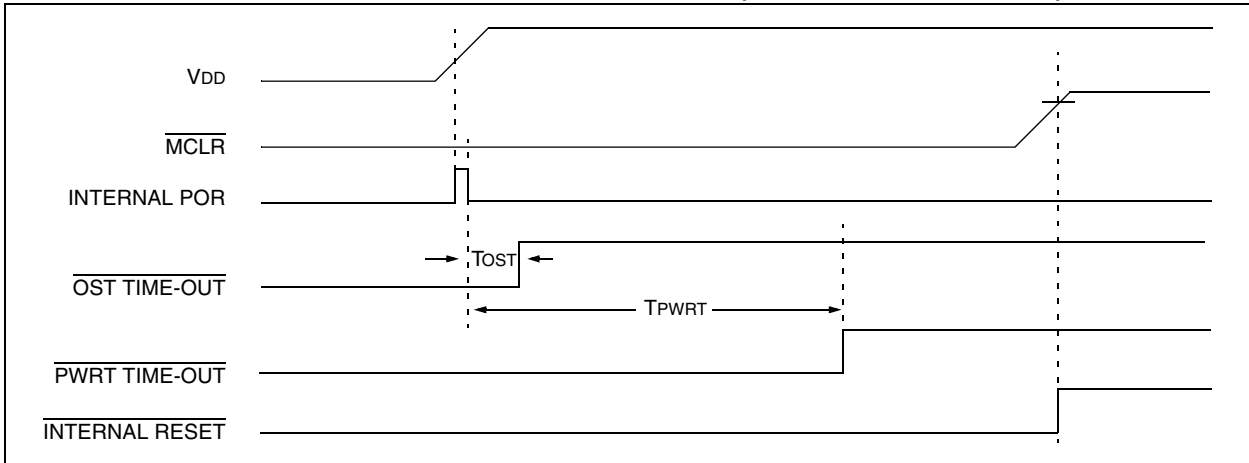 VDD
MCLR
INTERNAL POR
TOST
OST TIME-OUT
TPWRT
PWRT TIME-OUT
INTERNAL RESET